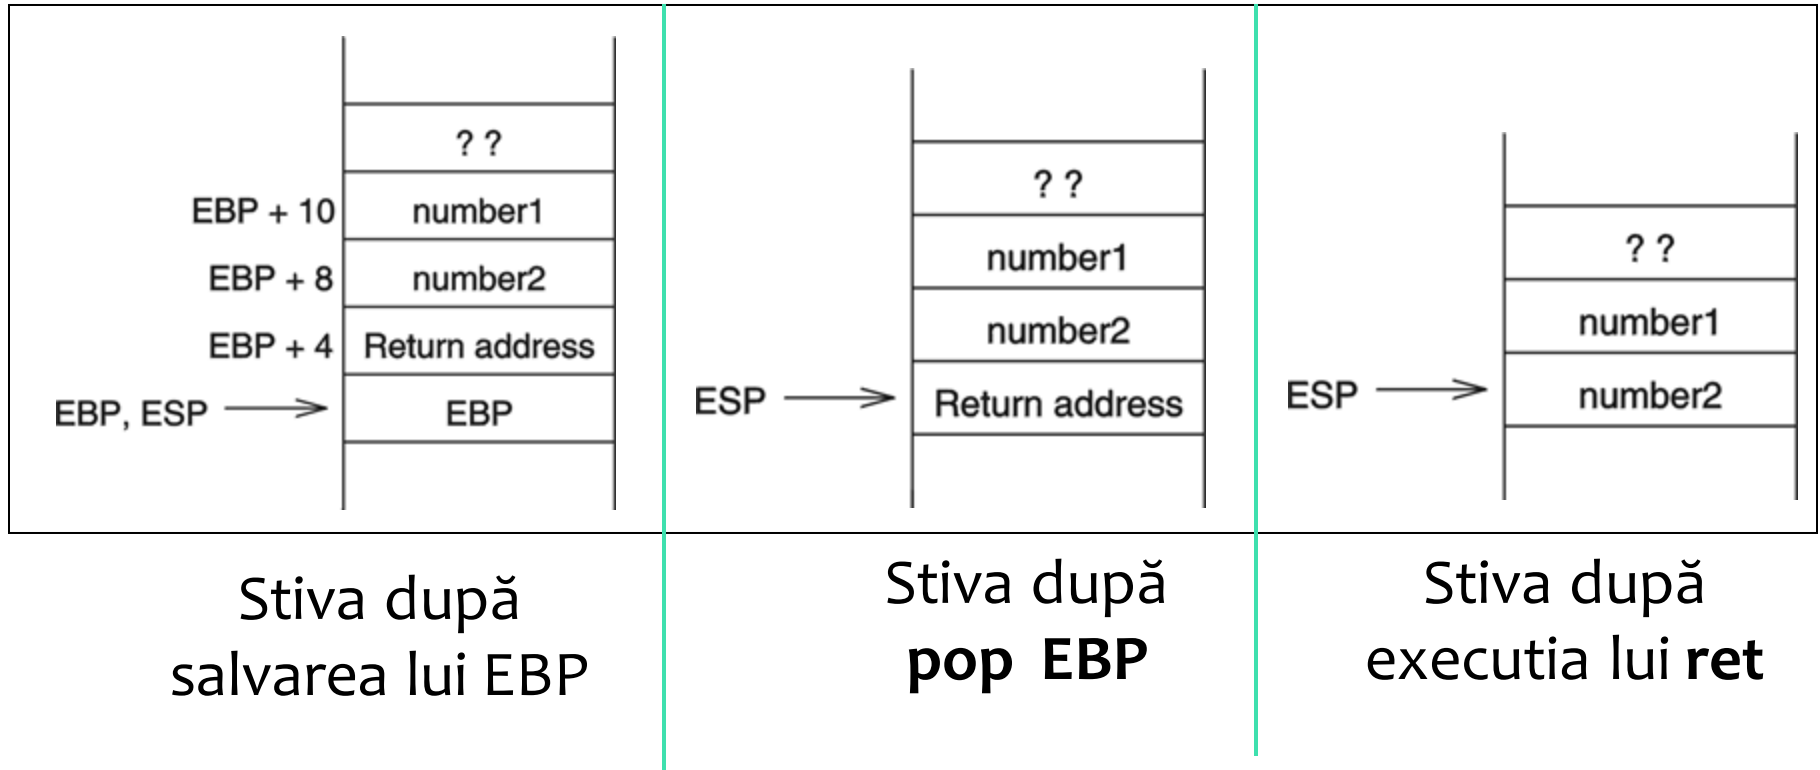 ? ?
EBP + 10 number1
EBP + 8 number2
EBP + 4 Return address
EBP, ESP EBP
Stiva după
salvarea lui EBP
? ?
number1
number2
ESP Return address
Stiva după
pop EBP
? ?
number1
ESP number2
Stiva după
executia lui ret